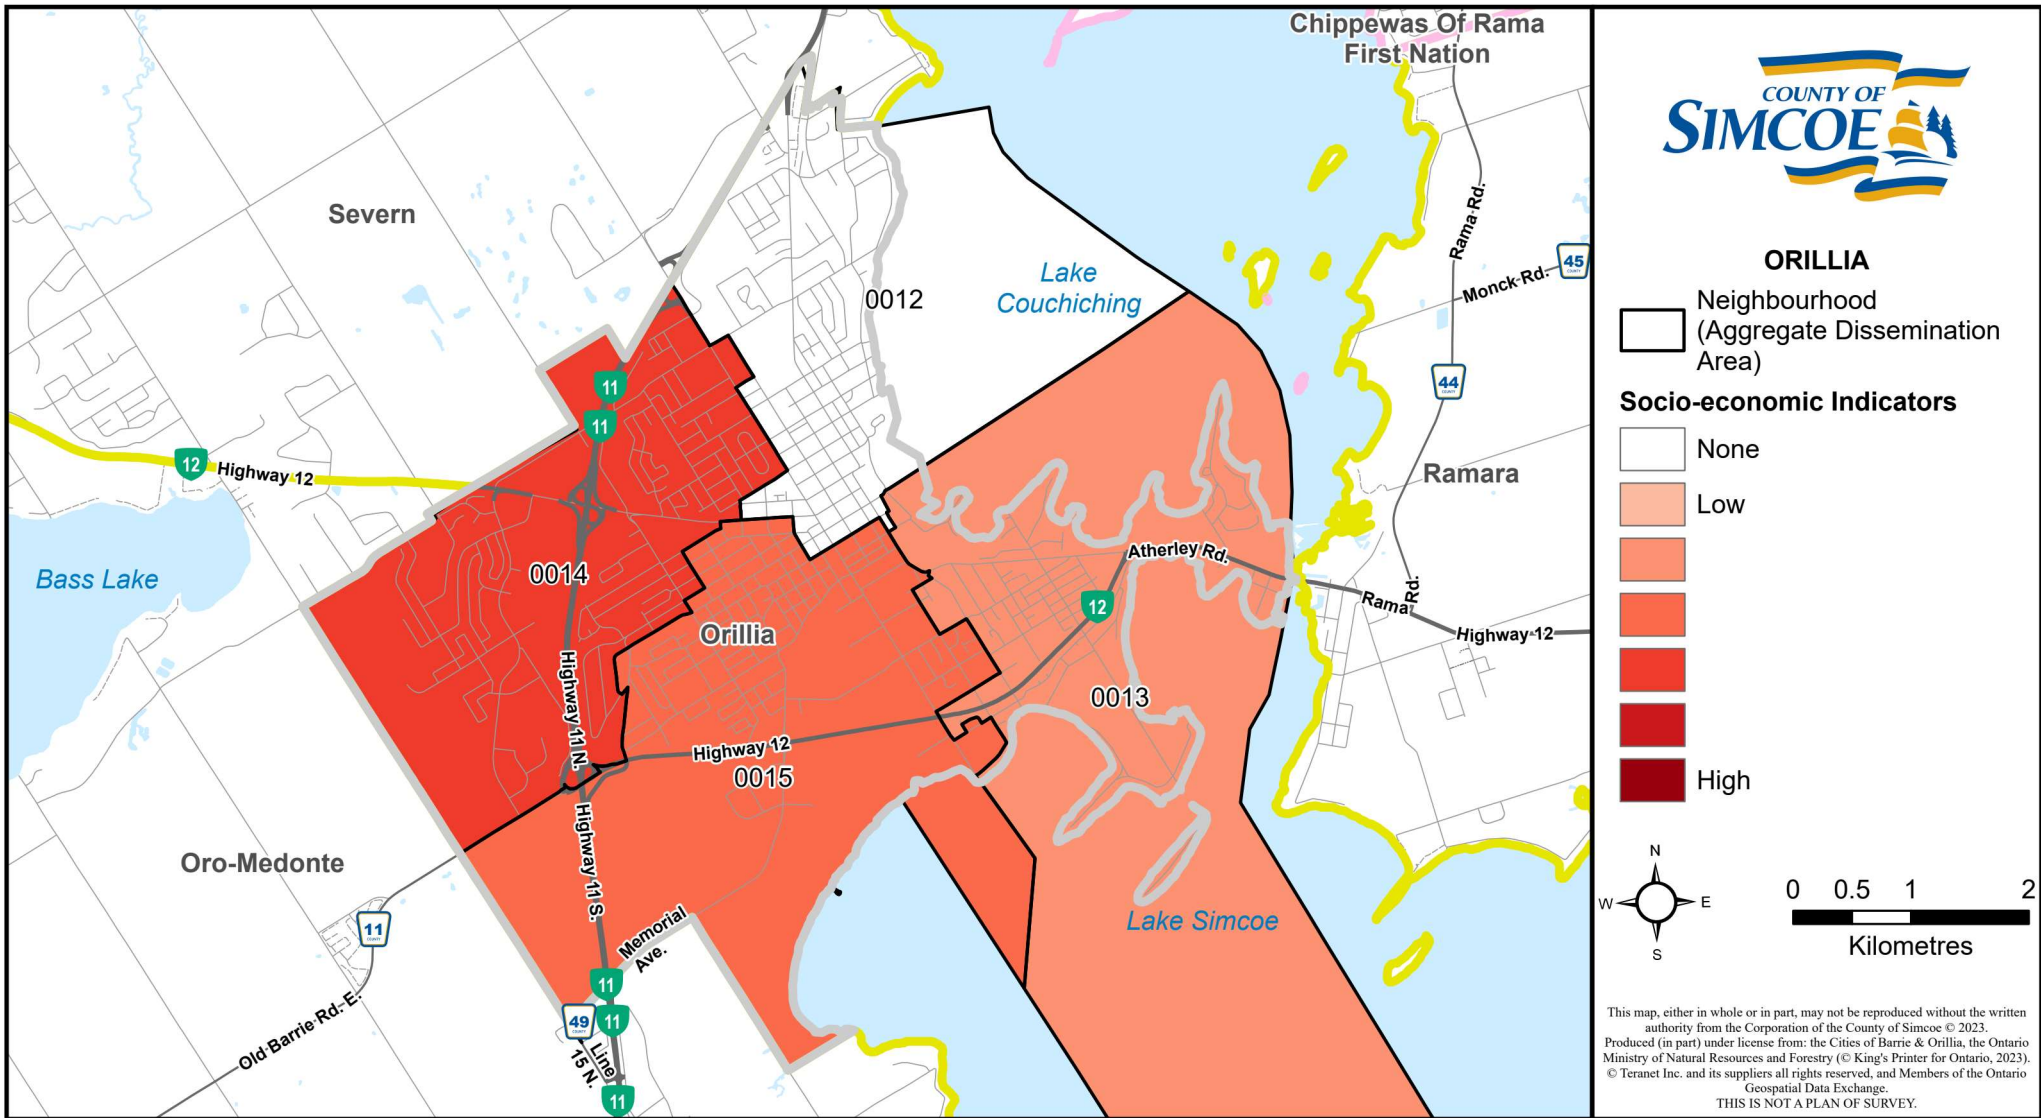 Chippewas Of Rama
First Nation
Severn
Lake
Couchiching
0012
Rama Rd.
Monck Rd.
45
COUNTY
44
COUNTY
11
11
12
Highway 12
Ramara
Bass Lake
0014
Atherley Rd.
12
Rama Rd.
Highway 12
Orillia
Highway 11 N.
0013
Highway 12
0015
Highway 11 S.
Oro-Medonte
Memorial
Ave.
Lake Simcoe
11
COUNTY
11
49
COUNTY
11
Old Barrie Rd. E.
Line
15 N.
11
COUNTY OF
SIMCOE
ORILLIA
Neighbourhood
(Aggregate Dissemination
Area)
Socio-economic Indicators
None
Low
High
N
W
E
S
0 0.5 1 2
Kilometres
This map, either in whole or in part, may not be reproduced without the written
authority from the Corporation of the County of Simcoe © 2023.
Produced (in part) under license from: the Cities of Barrie & Orillia, the Ontario
Ministry of Natural Resources and Forestry (© King's Printer for Ontario, 2023).
© Teranet Inc. and its suppliers all rights reserved, and Members of the Ontario
Geospatial Data Exchange.
THIS IS NOT A PLAN OF SURVEY.